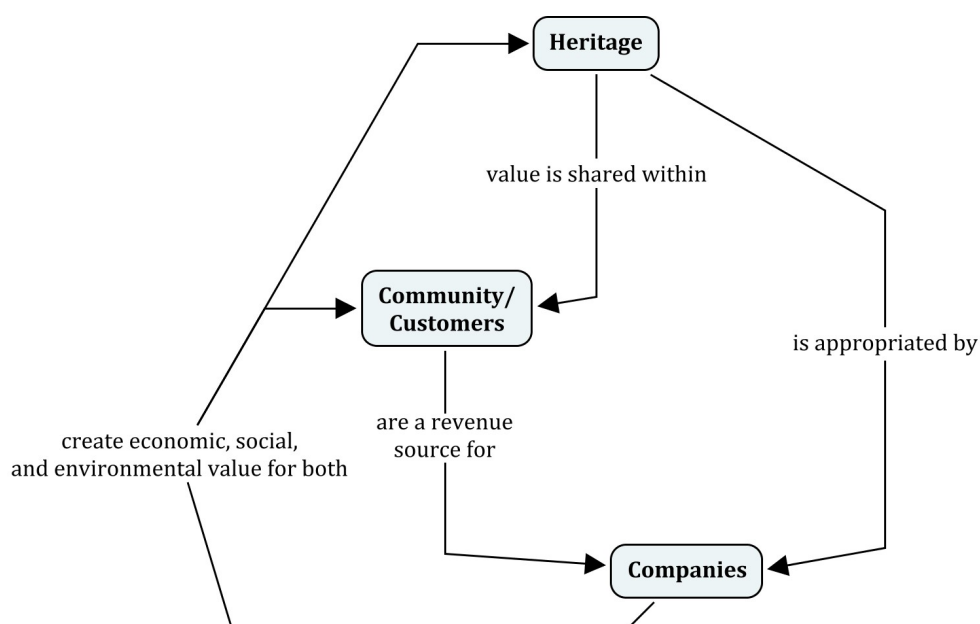 Heritage
value is shared within
Community/
Customers
is appropriated by
are a revenue
source for
create economic, social,
and environmental value for both
Companies